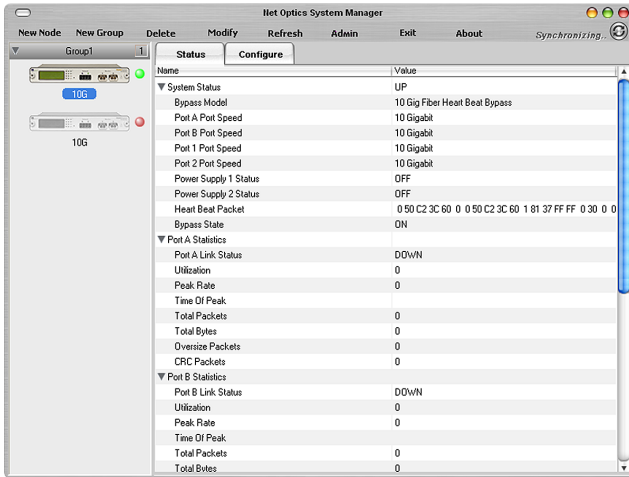 Net Optics System Manager
New Node New Group Delete Modify Refresh Admin Exit About Synchronizing..
Group1 1
Status Configure
Name Value
System Status UP
Bypass Model 10 Gig Fiber Heart Beat Bypass
Port A Port Speed 10 Gigabit
Port B Port Speed 10 Gigabit
Port 1 Port Speed 10 Gigabit
Port 2 Port Speed 10 Gigabit
Power Supply 1 Status OFF
Power Supply 2 Status OFF
Heart Beat Packet 0 50 C2 3C 60 0 0 50 C2 3C 60 1 81 37 FF FF 0 30 0 0
Bypass State ON
Port A Statistics
Port A Link Status DOWN
Utilization 0
Peak Rate 0
Time Of Peak
Total Packets 0
Total Bytes 0
Oversize Packets 0
CRC Packets 0
Port B Statistics
Port B Link Status DOWN
Utilization 0
Peak Rate 0
Time Of Peak
Total Packets 0
Total Bytes 0
10G
10G